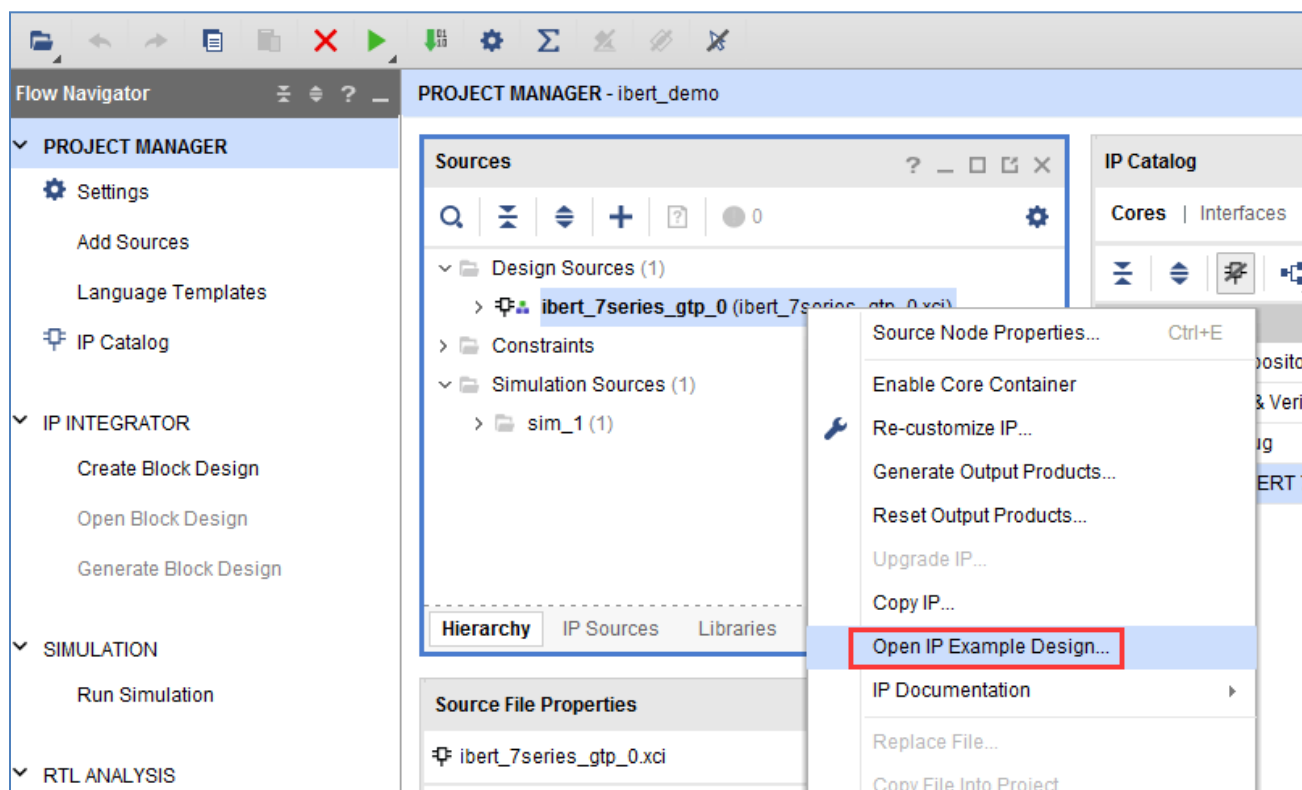 Flow Navigator
?
PROJECT MANAGER - ibert_demo
PROJECT MANAGER
Settings
Add Sources
Language Templates
IP Catalog
IP INTEGRATOR
Create Block Design
Open Block Design
Generate Block Design
SIMULATION
Run Simulation
RTL ANALYSIS
Sources
?
0
Design Sources (1)
ibert_7series_gtp_0 (ibert_7series_gtp_0.xci)
Constraints
Simulation Sources (1)
sim_1 (1)
Hierarchy IP Sources Libraries
Source File Properties
ibert_7series_gtp_0.xci
Source Node Properties... Ctrl+E
Enable Core Container
Re-customize IP...
Generate Output Products...
Reset Output Products...
Upgrade IP...
Copy IP...
Open IP Example Design...
IP Documentation
Replace File...
Copy File Into Project
IP Catalog
Cores | Interfaces